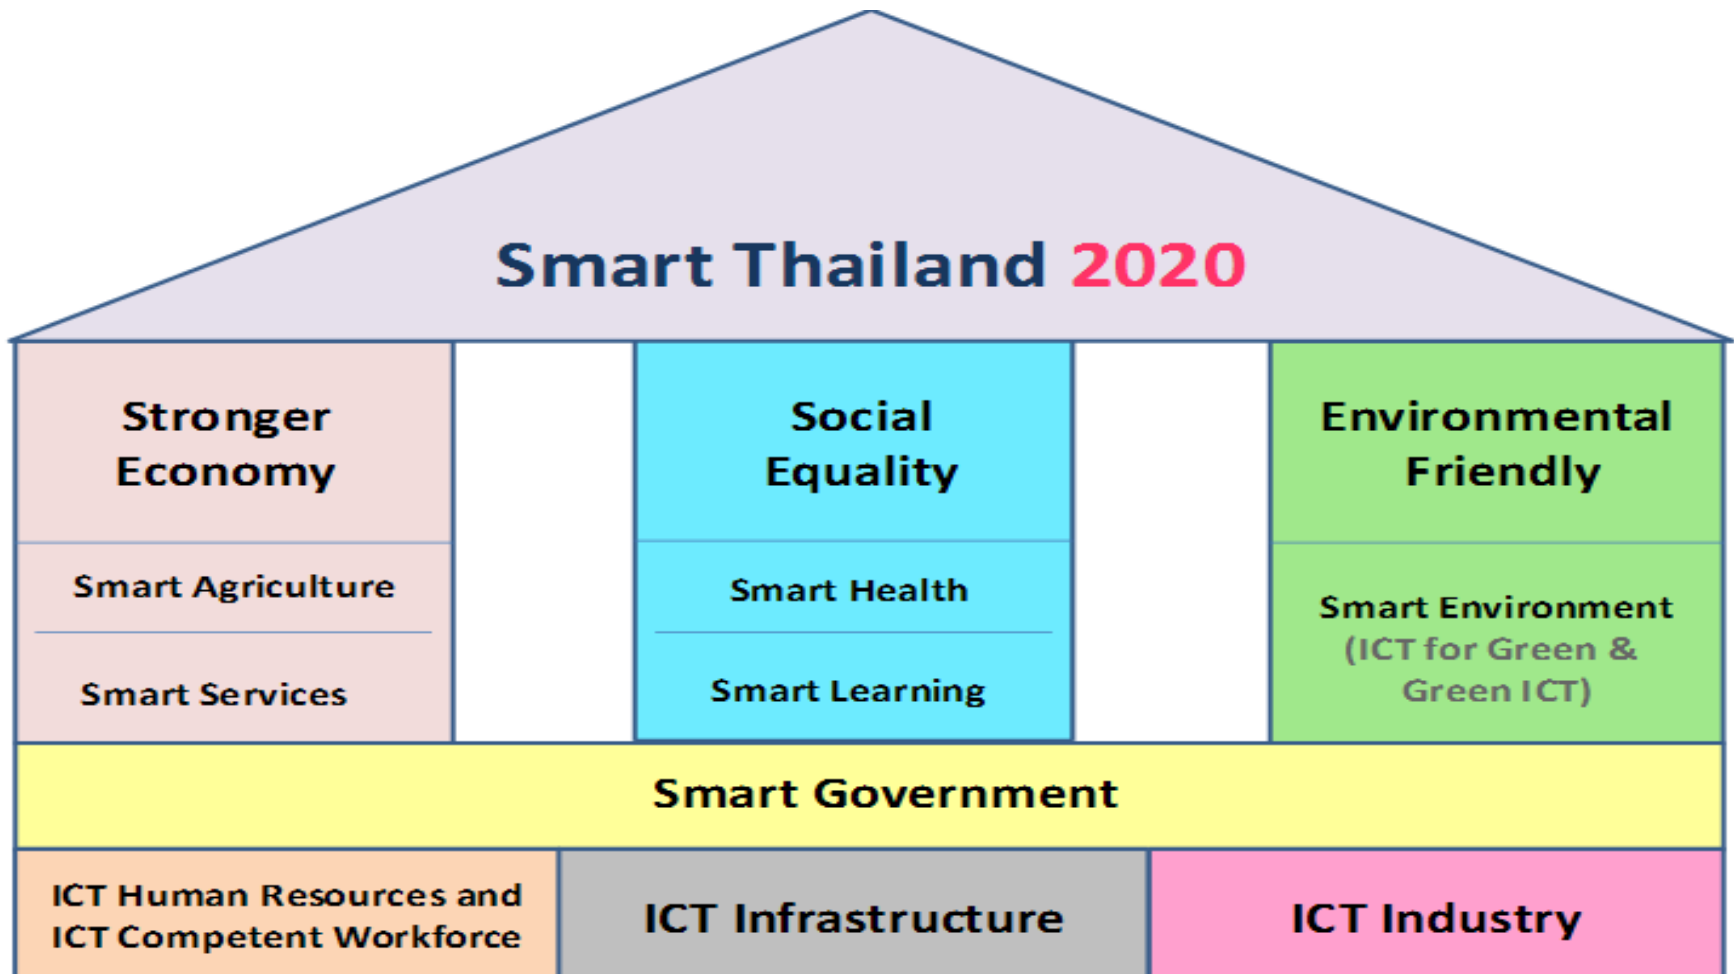 Smart Thailand 2020
Stronger
Economy
Smart Agriculture
Smart Services
Social
Equality
Smart Health
Smart Learning
Environmental
Friendly
Smart Environment
(ICT for Green &
Green ICT)
Smart Government
ICT Human Resources and
ICT Competent Workforce
ICT Infrastructure
ICT Industry